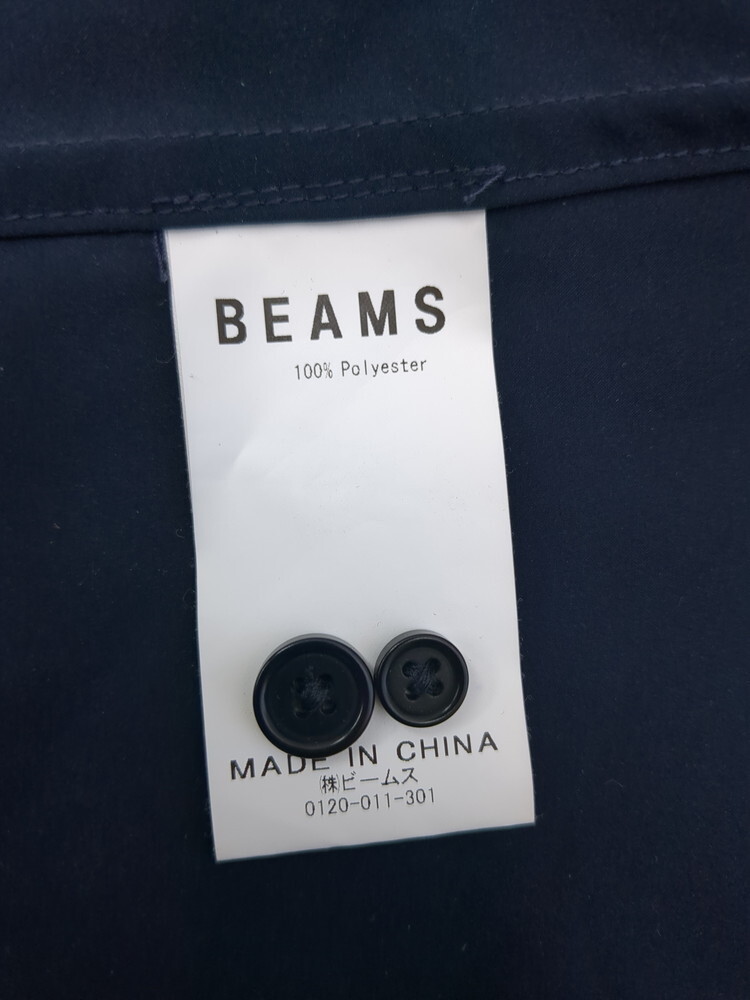 BEAMS
100% Polyester
MADE IN CHINA
㈱ビームス
0120-011-301